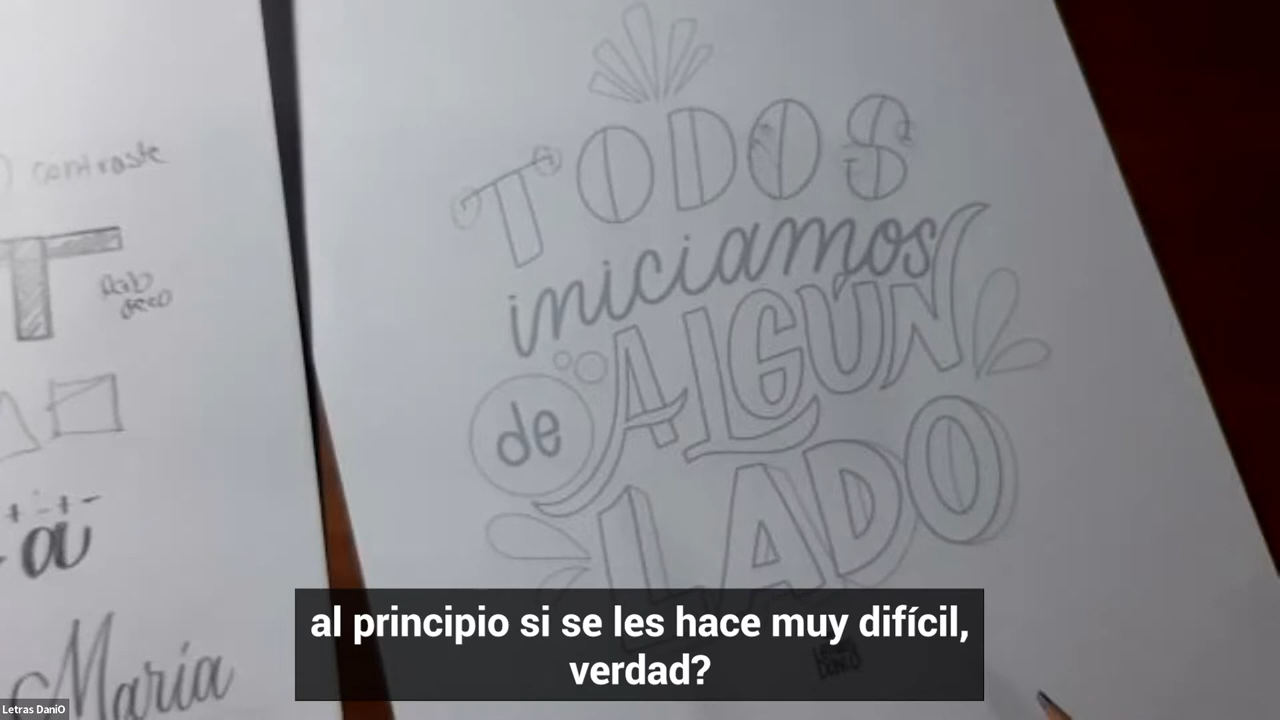 contraste
T
a
María
TODOS
iniciamos
de ALGÚN
LADO
al principio si se les hace muy difícil,
verdad?
Letras DaniO